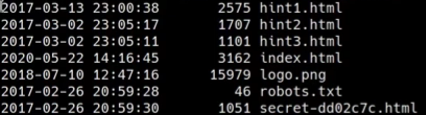 2017-03-13 23:00:38 2575 hint1.html
2017-03-02 23:05:17 1707 hint2.html
2017-03-02 23:05:11 1101 hint3.html
2020-05-22 14:16:45 3162 index.html
2018-07-10 12:47:16 15979 logo.png
2017-02-26 20:59:28 46 robots.txt
2017-02-26 20:59:30 1051 secret-dd02c7c.html